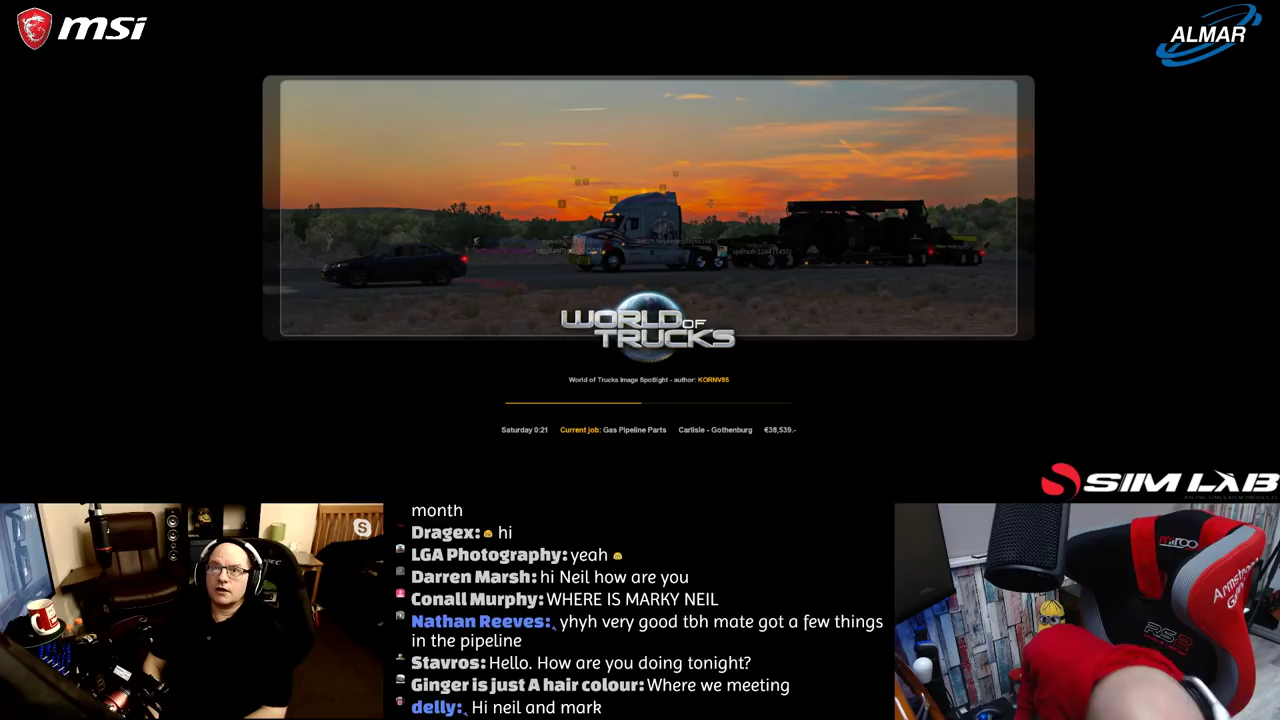 msi
ALMAR
spencer2244 (1455)
WORLD OF
TRUCKS
World of Trucks Image Spotlight - author: KORNV85
Saturday 0:21 Current job: Gas Pipeline Parts Carlisle - Gothenburg €38,539.-
SIM LAB
month
Dragex: hi
LGA Photography: yeah
Darren Marsh: hi Neil how are you
Conall Murphy: WHERE IS MARKY NEIL
Nathan Reeves: yhyh very good tbh mate got a few things
in the pipeline
Stavros: Hello. How are you doing tonight?
Ginger is just A hair colour: Where we meeting
delly: Hi neil and mark
RS2